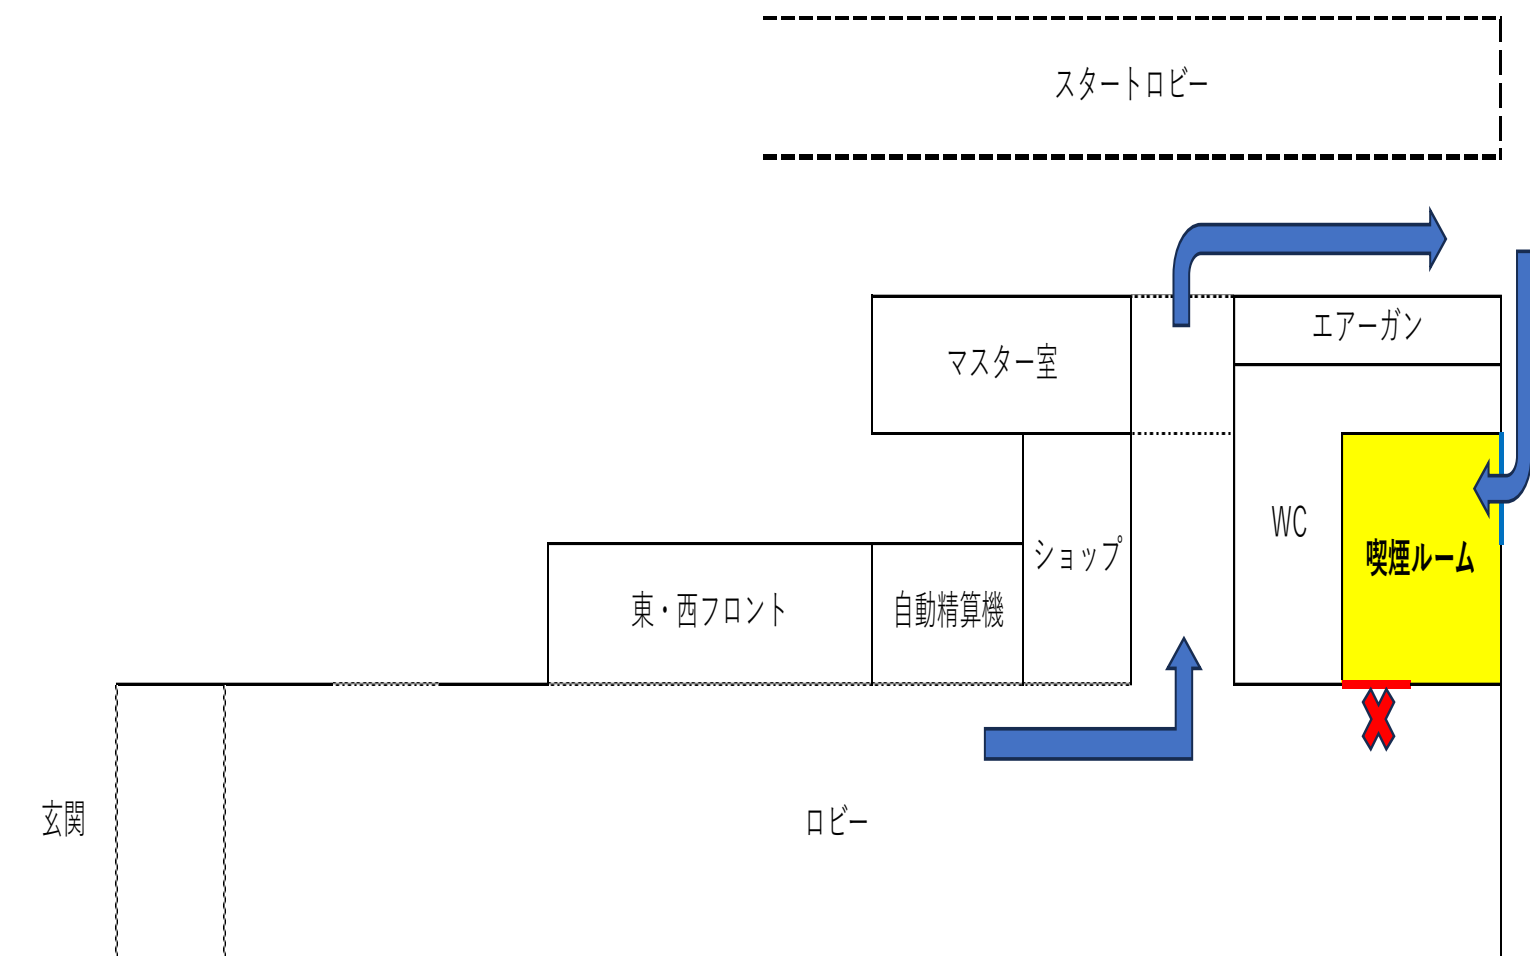 スタートロビー
エアーガン
マスター室
WC
ショップ
喫煙ルーム
東・西フロント
自動精算機
玄関
ロビー